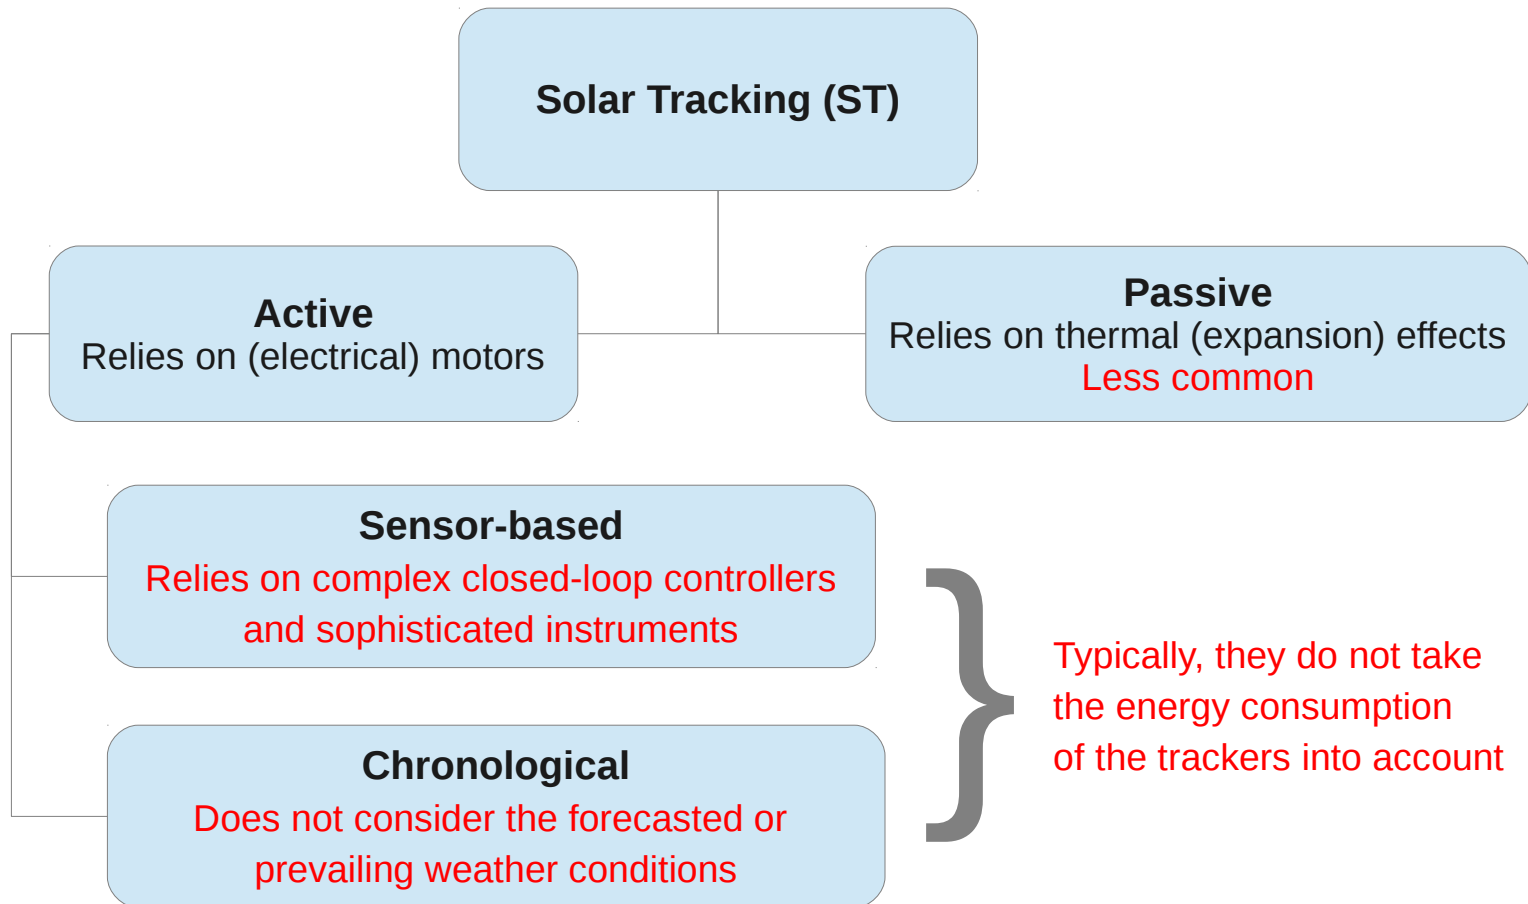 Solar Tracking (ST)
Active
Relies on (electrical) motors
Passive
Relies on thermal (expansion) effects
Less common
Sensor-based
Relies on complex closed-loop controllers
and sophisticated instruments
Chronological
Does not consider the forecasted or
prevailing weather conditions
}
Typically, they do not take
the energy consumption
of the trackers into account